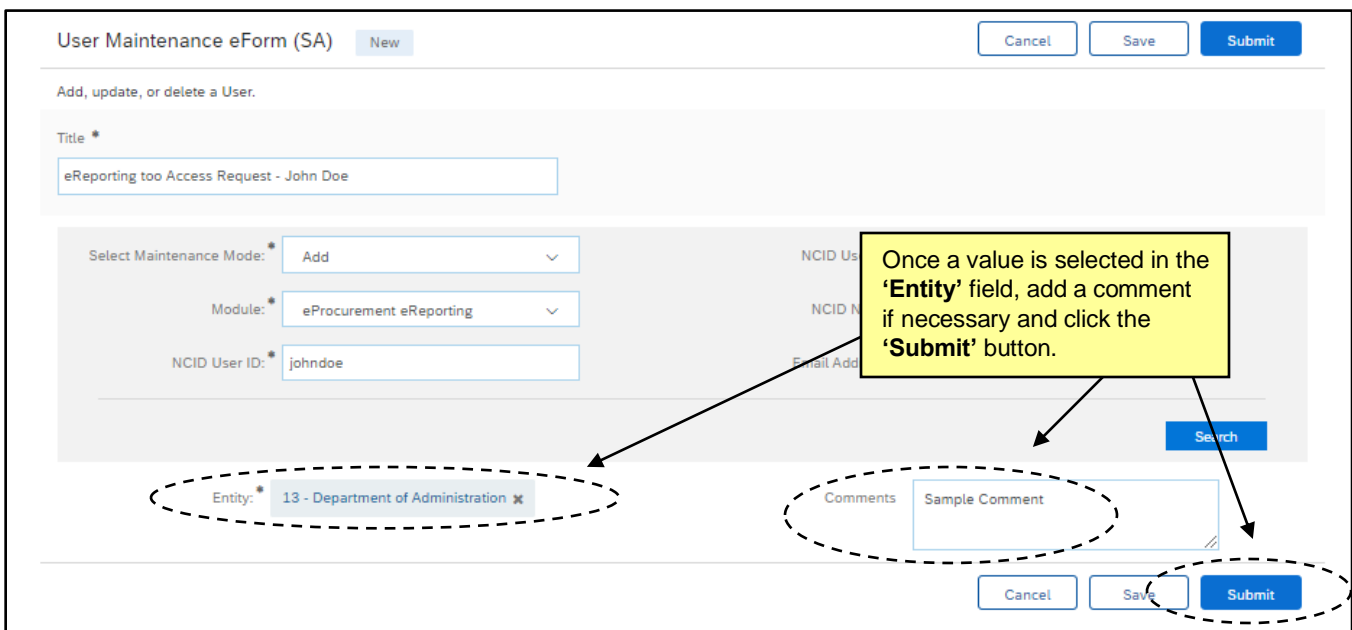 User Maintenance eForm (SA) New Cancel Save Submit
Add, update, or delete a User.
Title *
eReporting too Access Request - John Doe
Select Maintenance Mode: * Add
Module: * eProcurement eReporting
NCID User ID: * johndoe
NCID
NCID
Email
Once a value is selected in the
‘Entity’ field, add a comment
if necessary and click the
‘Submit’ button.
Search
Entity: * 13 - Department of Administration ✖
Comments Sample Comment
Cancel Save Submit